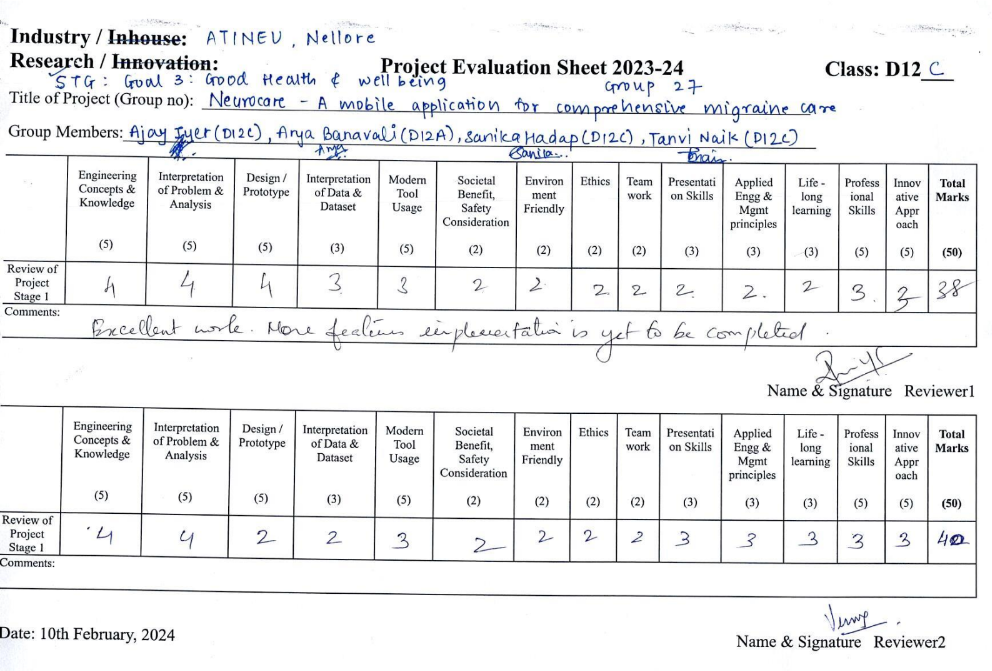 Industry / Inhouse: ATINEU, Nellore
Research / Innovation: Project Evaluation Sheet 2023-24 Class: D12 C
STG: Goal 3: Good Health & well being Group 27
Title of Project (Group no): Neurocare - A mobile application for comprehensive migraine care
Group Members: Ajay Iyer (D12C), Arya Banavali (D12A), Sanika Hadap (D12C), Tanvi Naik (D12C)
Arya. Sanika..
Engineering Concepts & Knowledge (5) Interpretation of Problem & Analysis (5) Design / Prototype (5) Interpretation of Data & Dataset (3) Modern Tool Usage (5) Societal Benefit, Safety Consideration (2) Environ ment Friendly (2) Ethics (2) Team work (2) Presentati on Skills (3) Applied Engg & Mgmt principles (3) Life - long learning (3) Profess ional Skills (5) Innov ative Appr oach (5) Total Marks (50)
Review of Project Stage 1 4 4 4 3 3 2 2 2 2 2 2 2 3 3 38
Comments:
Excellent work. More features implementation is yet to be completed.
Name & Signature Reviewer1
Engineering Concepts & Knowledge (5) Interpretation of Problem & Analysis (5) Design / Prototype (5) Interpretation of Data & Dataset (3) Modern Tool Usage (5) Societal Benefit, Safety Consideration (2) Environ ment Friendly (2) Ethics (2) Team work (2) Presentati on Skills (3) Applied Engg & Mgmt principles (3) Life - long learning (3) Profess ional Skills (5) Innov ative Appr oach (5) Total Marks (50)
Review of Project Stage 1 4 4 2 2 3 2 2 2 2 3 3 3 3 3 40
Comments:
Date: 10th February, 2024
Name & Signature Reviewer2